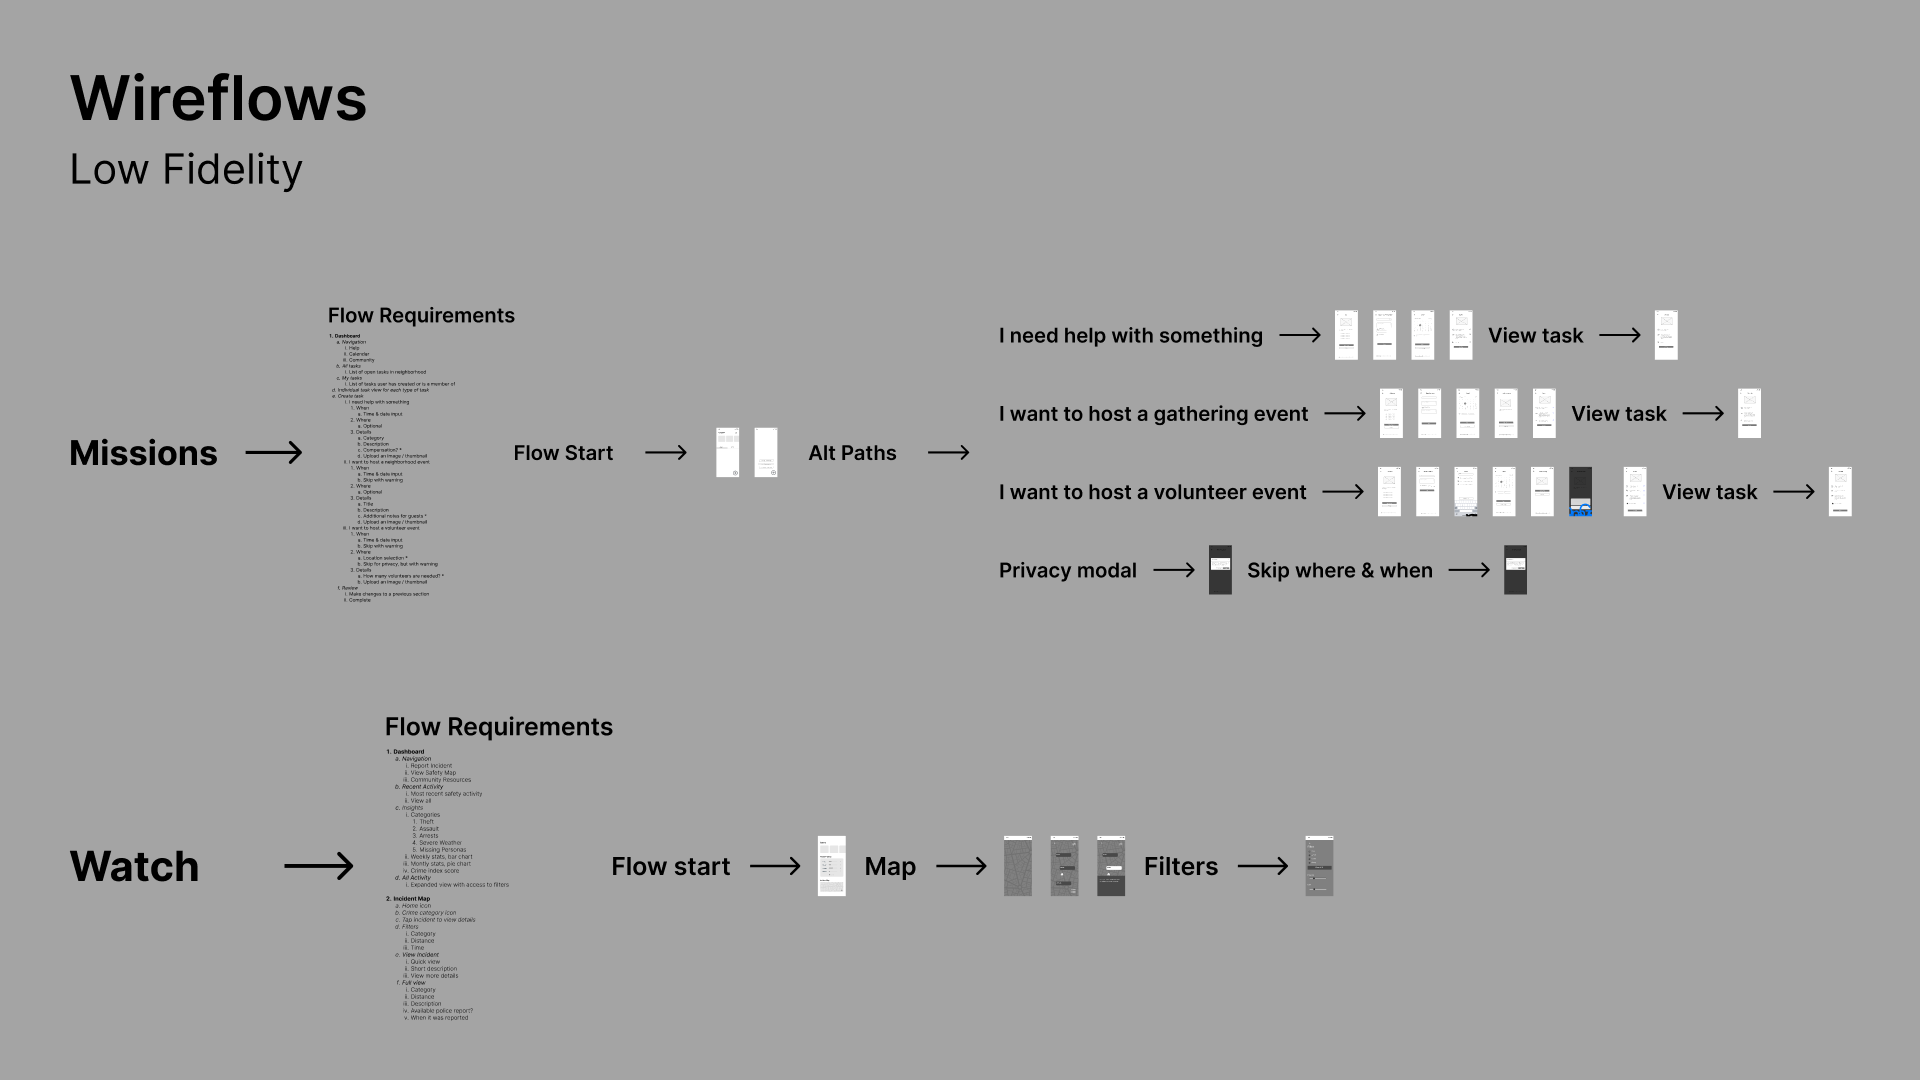 Wireflows
Low Fidelity
Missions
Flow Requirements
1. Dashboard
a. Navigation
i. Help
ii. Calendar
iii. Community
b. All tasks
i. List of open tasks in neighborhood
c. My tasks
i. List of tasks user has created or is a member of
d. Individual task view for each type of task
e. Create task
i. I need help with something
1. When
a. Time & date input
2. Where
a. Optional
3. Details
a. Category
b. Description
c. Compensation? *
d. Upload an image / thumbnail
ii. I want to host a neighborhood event
1. When
a. Time & date input
b. Skip with warning
2. Where
a. Optional
3. Details
a. Title
b. Description
c. Additional notes for guests *
d. Upload an image / thumbnail
iii. I want to host a volunteer event
1. When
a. Time & date input
b. Skip with warning
2. Where
a. Location selection *
b. Skip for privacy, but with warning
3. Details
a. How many volunteers are needed? *
b. Upload an image / thumbnail
f. Review
i. Make changes to a previous section
ii. Complete
Flow Start
Alt Paths
I need help with something
View task
I want to host a gathering event
View task
I want to host a volunteer event
View task
Privacy modal
Skip where & when
Watch
Flow Requirements
1. Dashboard
a. Navigation
i. Report Incident
ii. View Safety Map
iii. Community Resources
b. Recent Activity
i. Most recent safety activity
ii. View all
c. Insights
i. Categories
1. Theft
2. Assault
3. Arrests
4. Severe Weather
5. Missing Personas
ii. Weekly stats, bar chart
iii. Montly stats, pie chart
iv. Crime index score
d. All Activity
i. Expanded view with access to filters
2. Incident Map
a. Home icon
b. Crime category icon
c. Tap incident to view details
d. Filters
i. Category
ii. Distance
iii. Time
e. View Incident
i. Quick view
ii. Short description
iii. View more details
f. Full view
i. Category
ii. Distance
iii. Description
iv. Available police report?
v. When it was reported
Flow start
Map
Filters